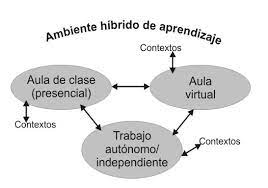 Ambiente híbrido de aprendizaje
Contextos
Aula de clase
(presencial)
Aula
virtual
Contextos
Trabajo
autónomo/
independiente
Contextos